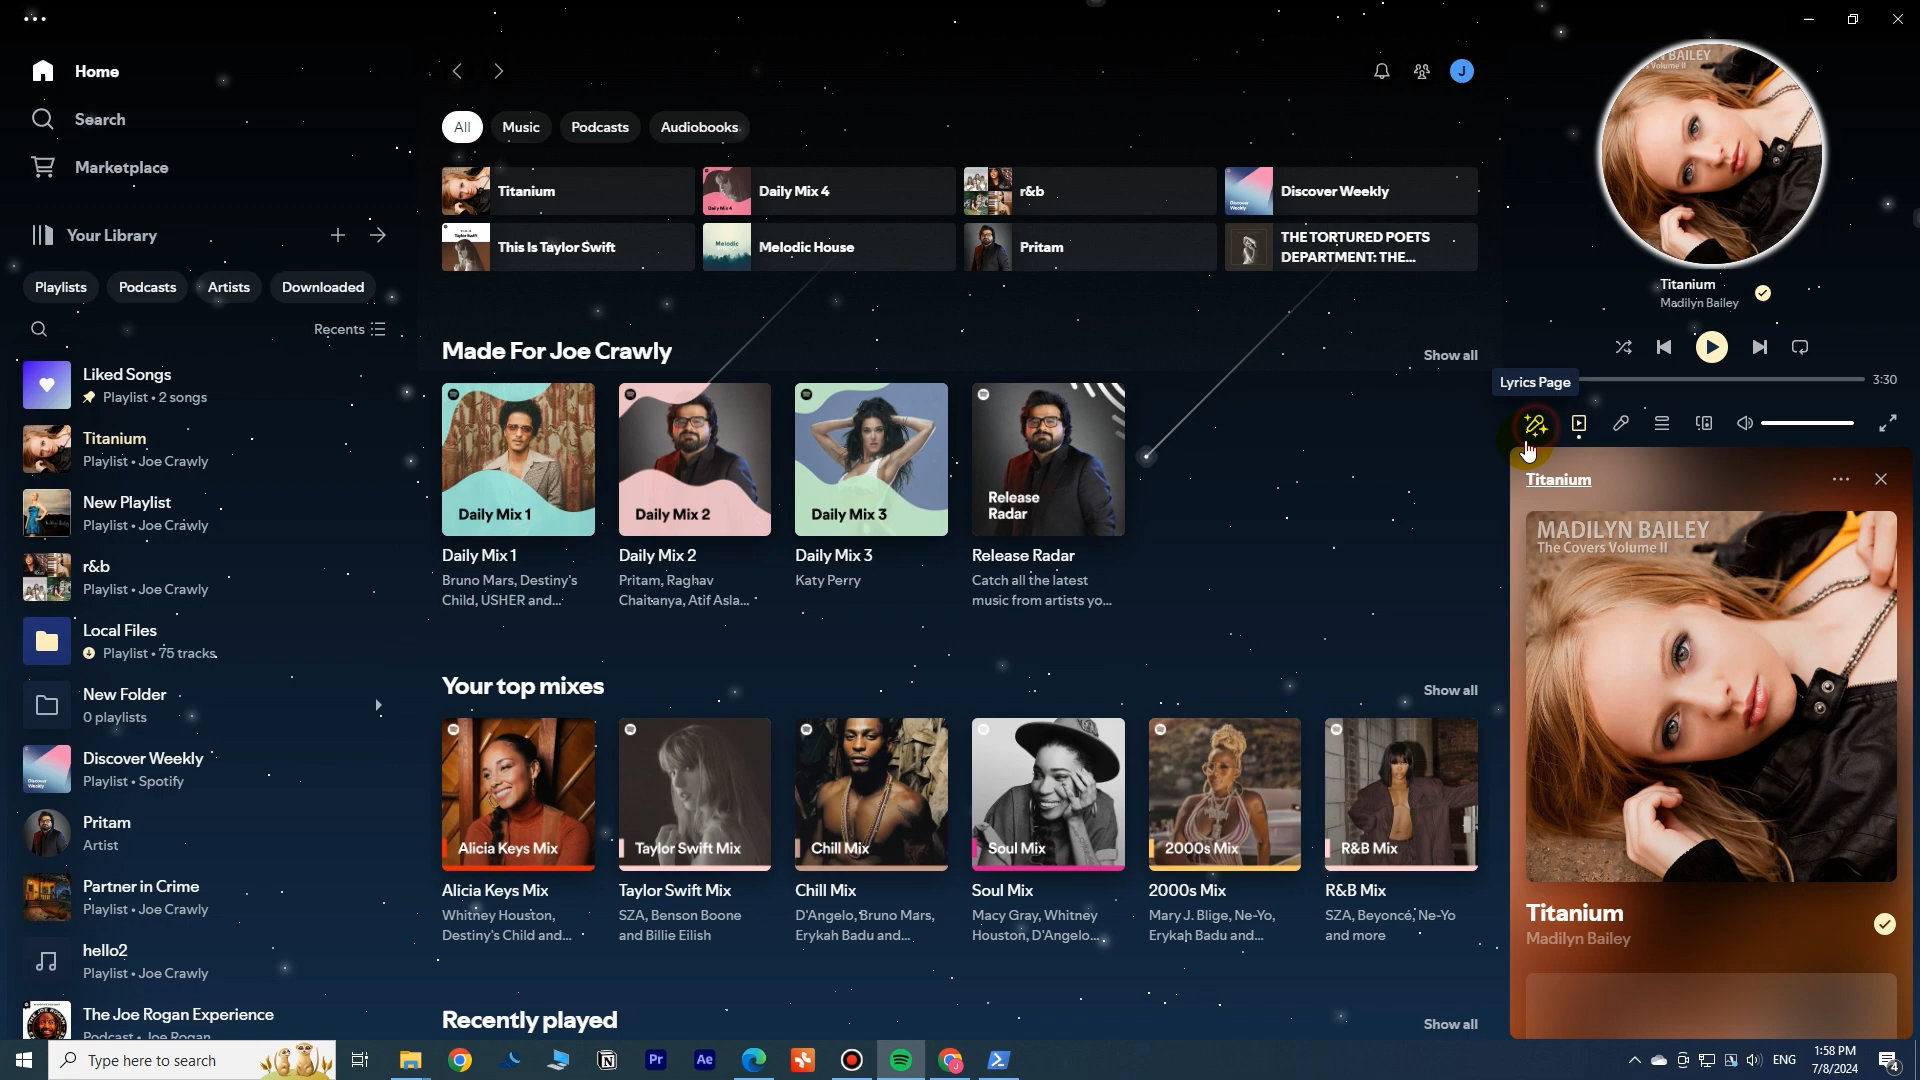 Home
Search
Marketplace
Your Library
Playlists
Podcasts
Artists
Downloaded
Recents
Liked Songs
Playlist • 2 songs
Titanium
Playlist • Joe Crawly
New Playlist
Playlist • Joe Crawly
r&b
Playlist • Joe Crawly
Local Files
Playlist • 75 tracks
New Folder
0 playlists
Discover Weekly
Playlist • Spotify
Pritam
Artist
Partner in Crime
Playlist • Joe Crawly
hello2
Playlist • Joe Crawly
The Joe Rogan Experience
Podcast • Joe Rogan
J
All
Music
Podcasts
Audiobooks
Titanium
Daily Mix 4
r&b
Discover Weekly
This Is Taylor Swift
Melodic House
Pritam
THE TORTURED POETS
DEPARTMENT: THE...
Made For Joe Crawly
Show all
Daily Mix 1
Daily Mix 2
Daily Mix 3
Release
Radar
Daily Mix 1
Bruno Mars, Destiny's
Child, USHER and...
Daily Mix 2
Pritam, Raghav
Chaitanya, Atif Asla...
Daily Mix 3
Katy Perry
Release Radar
Catch all the latest
music from artists yo...
Your top mixes
Show all
Alicia Keys Mix
Taylor Swift Mix
Chill Mix
Soul Mix
2000s Mix
R&B Mix
Alicia Keys Mix
Whitney Houston,
Destiny's Child and...
Taylor Swift Mix
SZA, Benson Boone
and Billie Eilish
Chill Mix
D'Angelo, Bruno Mars,
Erykah Badu and...
Soul Mix
Macy Gray, Whitney
Houston, D'Angelo...
2000s Mix
Mary J. Blige, Ne-Yo,
Erykah Badu and...
R&B Mix
SZA, Beyoncé, Ne-Yo
and more
Recently played
Show all
BAILEY
The Covers Volume II
Titanium
Madilyn Bailey
3:30
Lyrics Page
Titanium
MADILYN BAILEY
The Covers Volume II
Titanium
Madilyn Bailey
Type here to search
Pr
Ae
ENG
1:58 PM
7/8/2024
4